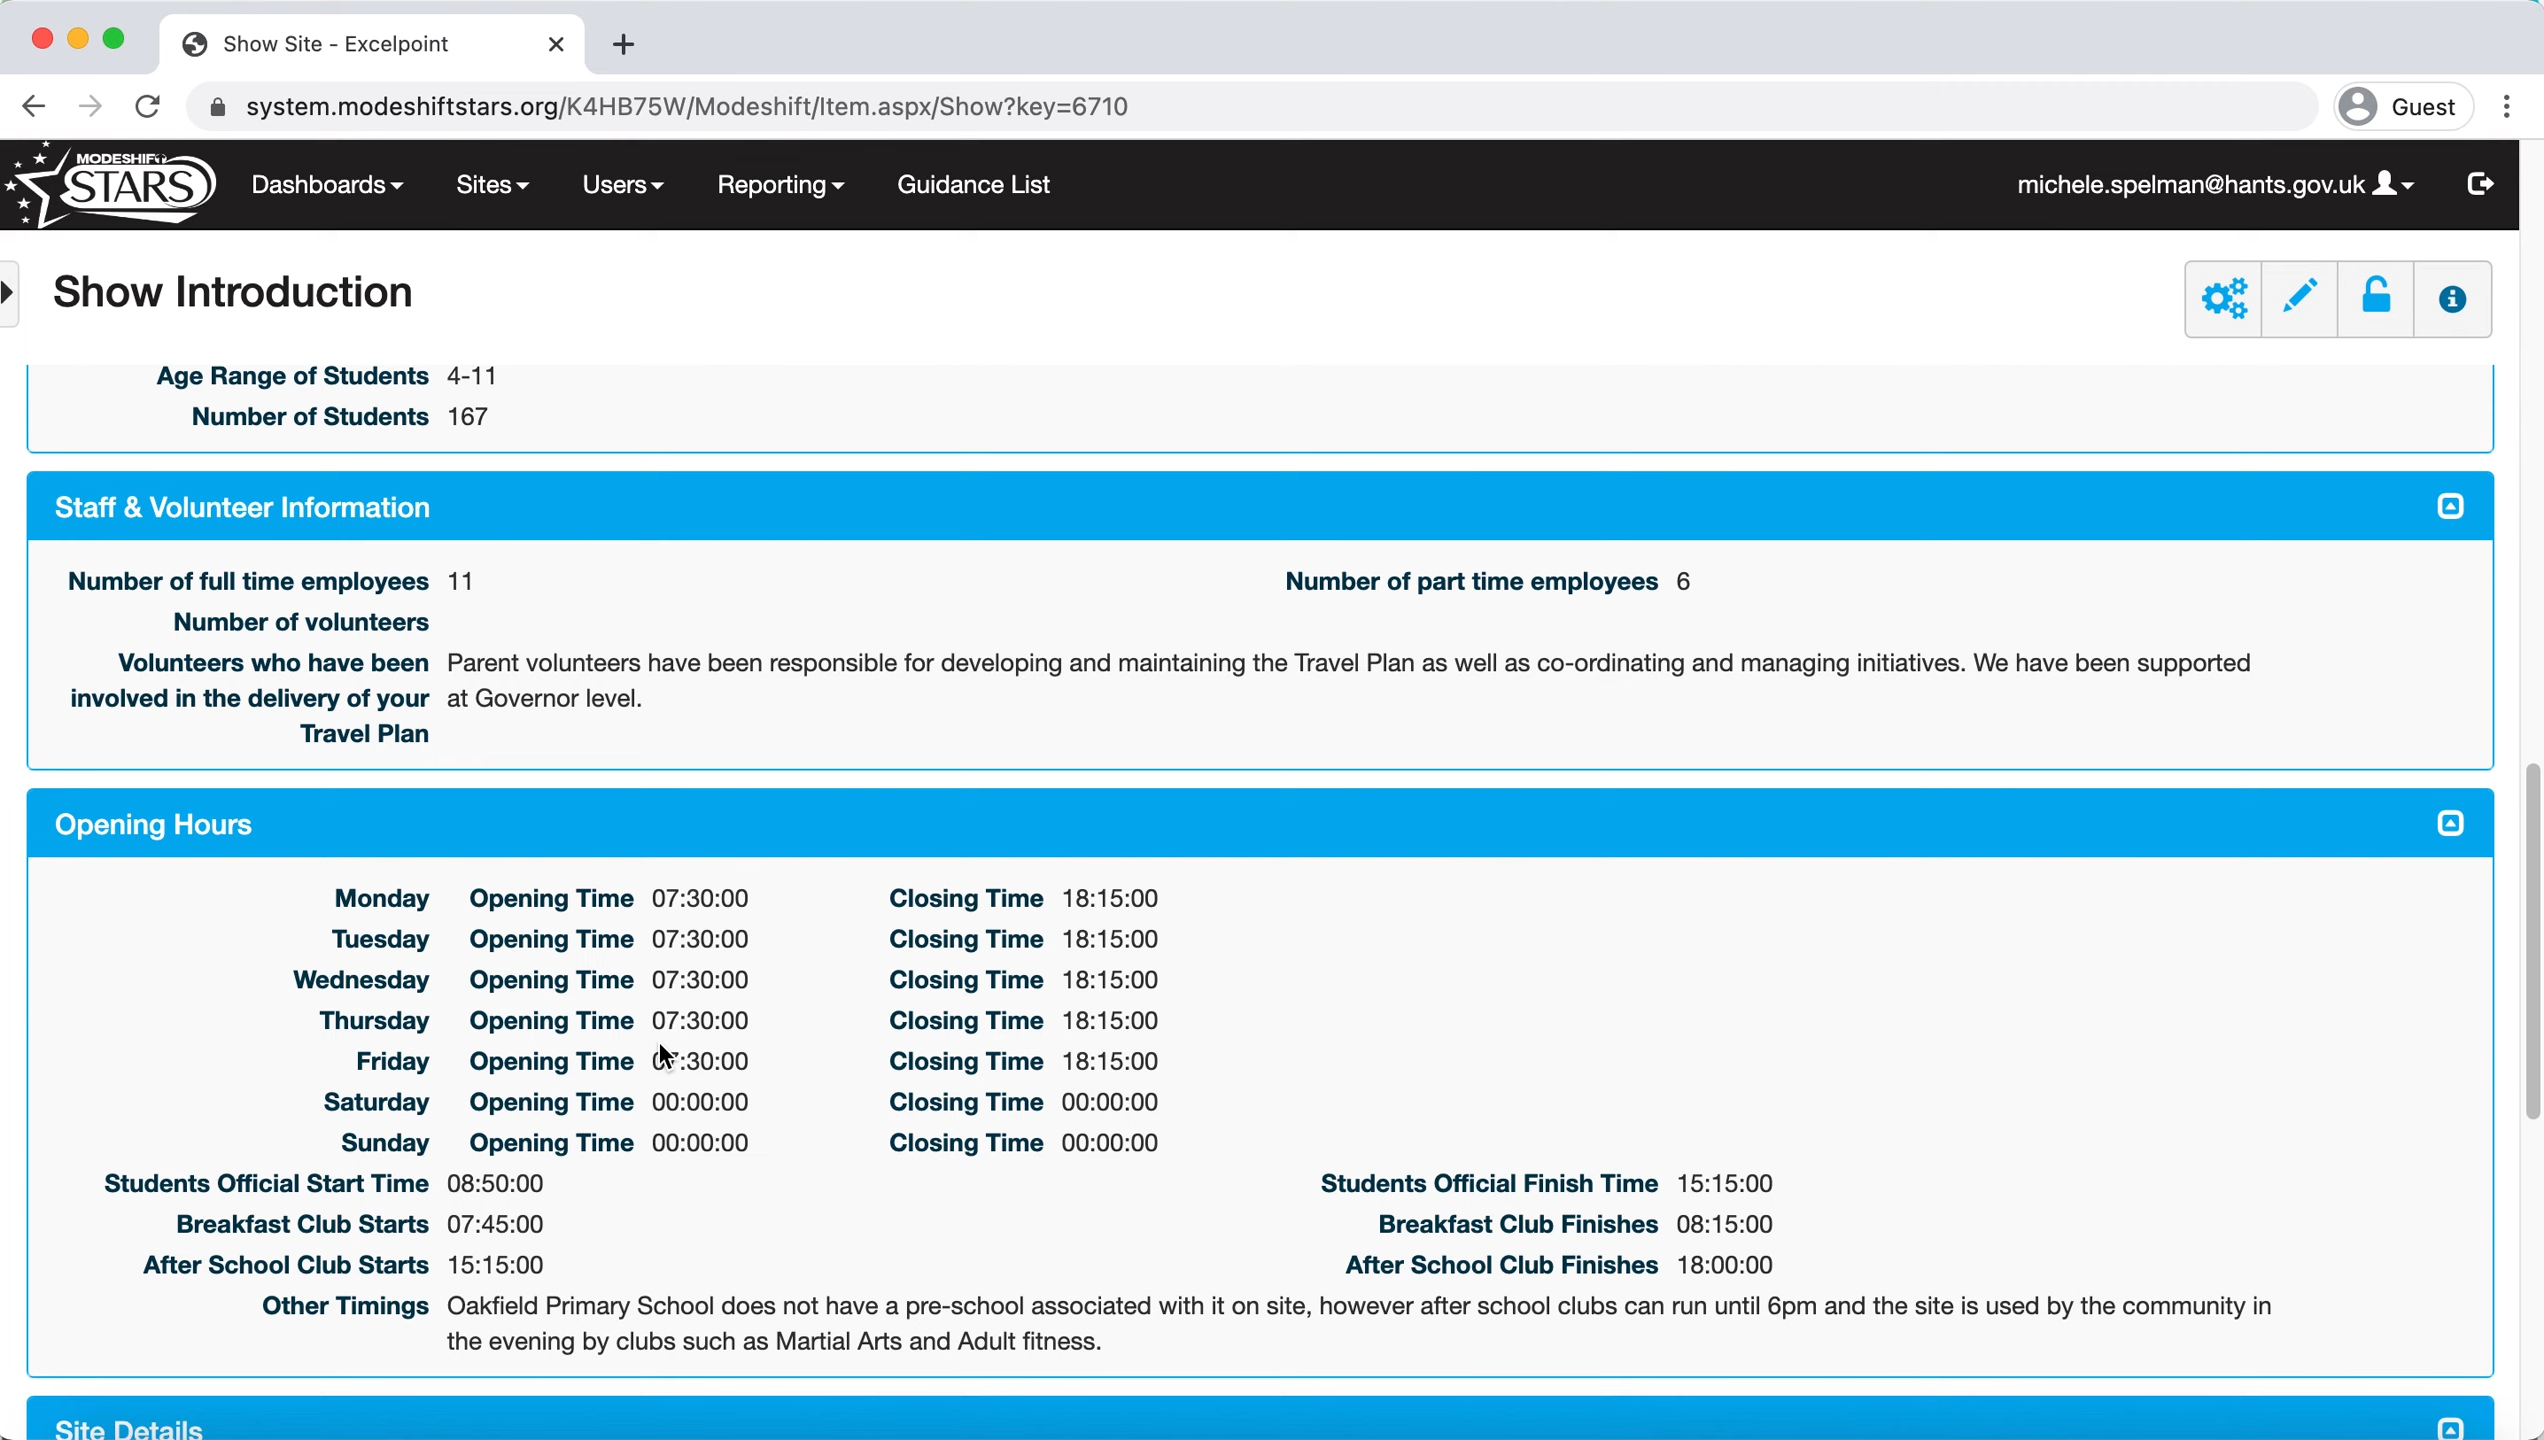 Show Site - Excelpoint
system.modeshiftstars.org/K4HB75W/Modeshift/Item.aspx/Show?key=6710
Guest
MODESHIFT
STARS
Dashboards
Sites
Users
Reporting
Guidance List
michele.spelman@hants.gov.uk
Show Introduction
Age Range of Students 4-11
Number of Students 167
Staff & Volunteer Information
Number of full time employees 11 Number of part time employees 6
Number of volunteers
Volunteers who have been Parent volunteers have been responsible for developing and maintaining the Travel Plan as well as co-ordinating and managing initiatives. We have been supported
involved in the delivery of your at Governor level.
Travel Plan
Opening Hours
Monday Opening Time 07:30:00 Closing Time 18:15:00
Tuesday Opening Time 07:30:00 Closing Time 18:15:00
Wednesday Opening Time 07:30:00 Closing Time 18:15:00
Thursday Opening Time 07:30:00 Closing Time 18:15:00
Friday Opening Time 07:30:00 Closing Time 18:15:00
Saturday Opening Time 00:00:00 Closing Time 00:00:00
Sunday Opening Time 00:00:00 Closing Time 00:00:00
Students Official Start Time 08:50:00 Students Official Finish Time 15:15:00
Breakfast Club Starts 07:45:00 Breakfast Club Finishes 08:15:00
After School Club Starts 15:15:00 After School Club Finishes 18:00:00
Other Timings Oakfield Primary School does not have a pre-school associated with it on site, however after school clubs can run until 6pm and the site is used by the community in
the evening by clubs such as Martial Arts and Adult fitness.
Site Details